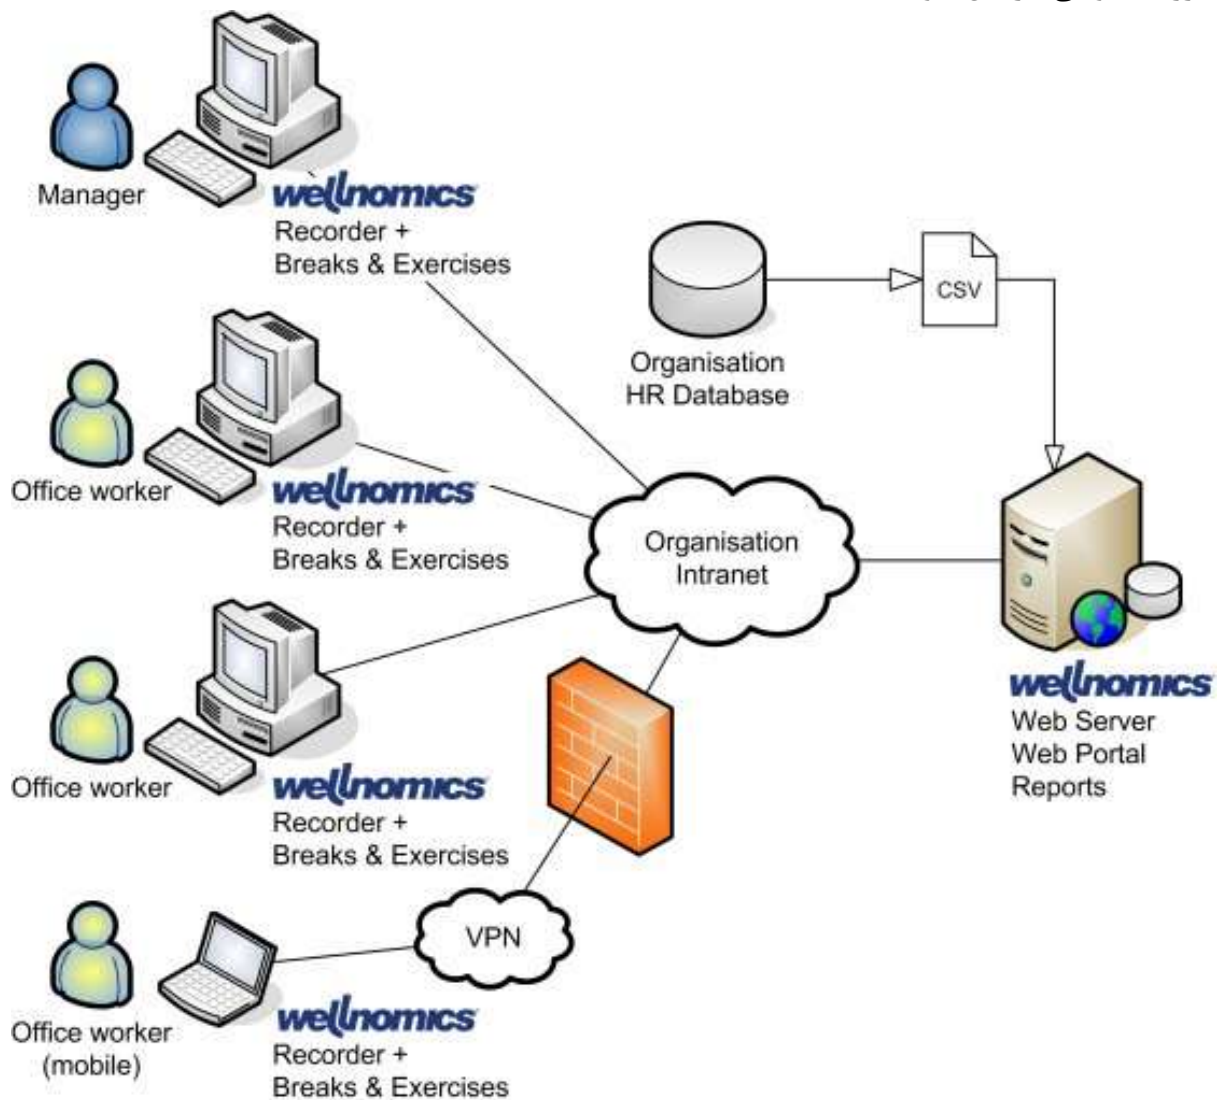 Manager
wellnomics
Recorder +
Breaks & Exercises
Organisation
HR Database
CSV
Office worker
wellnomics
Recorder +
Breaks & Exercises
Organisation
Intranet
wellnomics
Web Server
Web Portal
Reports
Office worker
wellnomics
Recorder +
Breaks & Exercises
VPN
Office worker
(mobile)
wellnomics
Recorder +
Breaks & Exercises